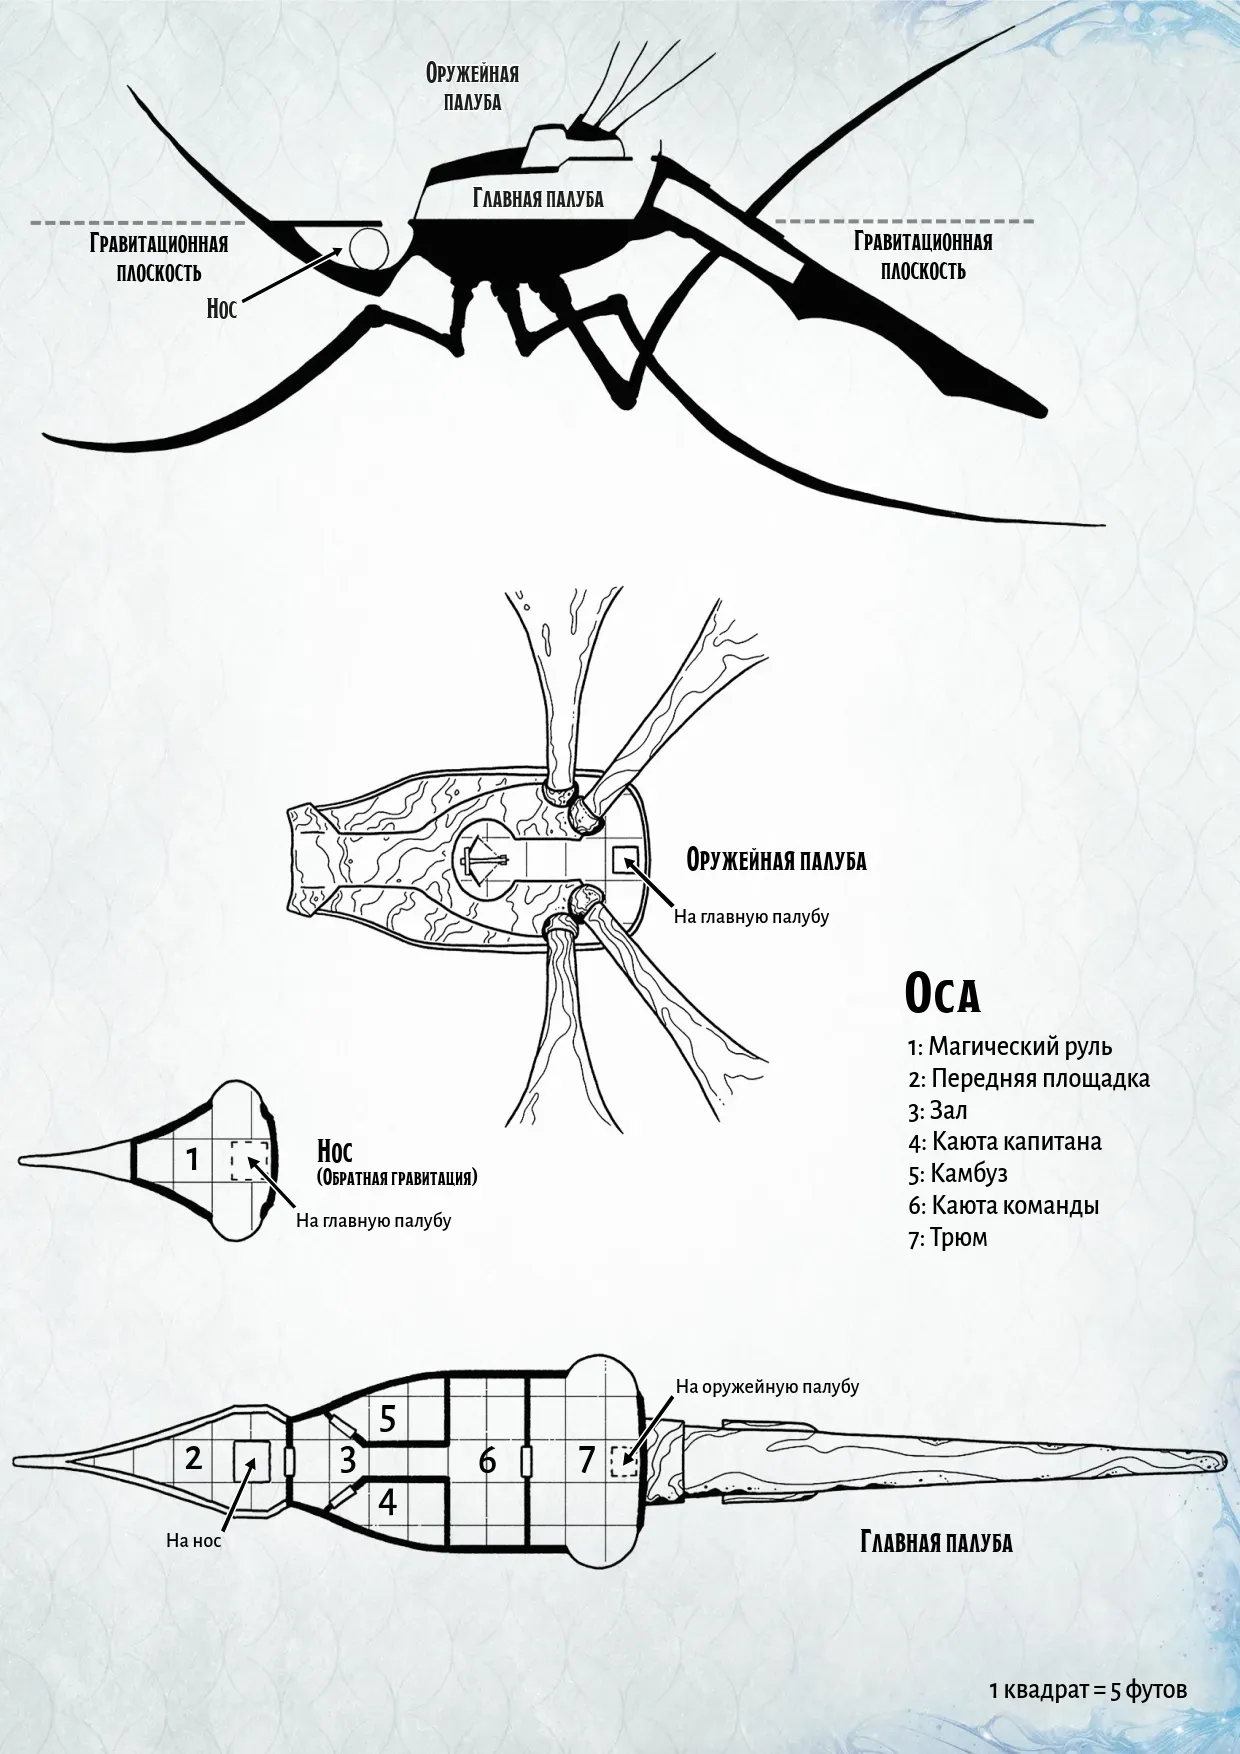 Оружейная
палуба
Главная палуба
Гравитационная
плоскость
Гравитационная
плоскость
Нос
Оружейная палуба
На главную палубу
Оса
1: Магический руль
2: Передняя площадка
3: Зал
4: Каюта капитана
5: Камбуз
6: Каюта команды
7: Трюм
1
Нос
(Обратная гравитация)
На главную палубу
На оружейную палубу
5
2
3
6
7
4
На нос
Главная палуба
1 квадрат = 5 футов